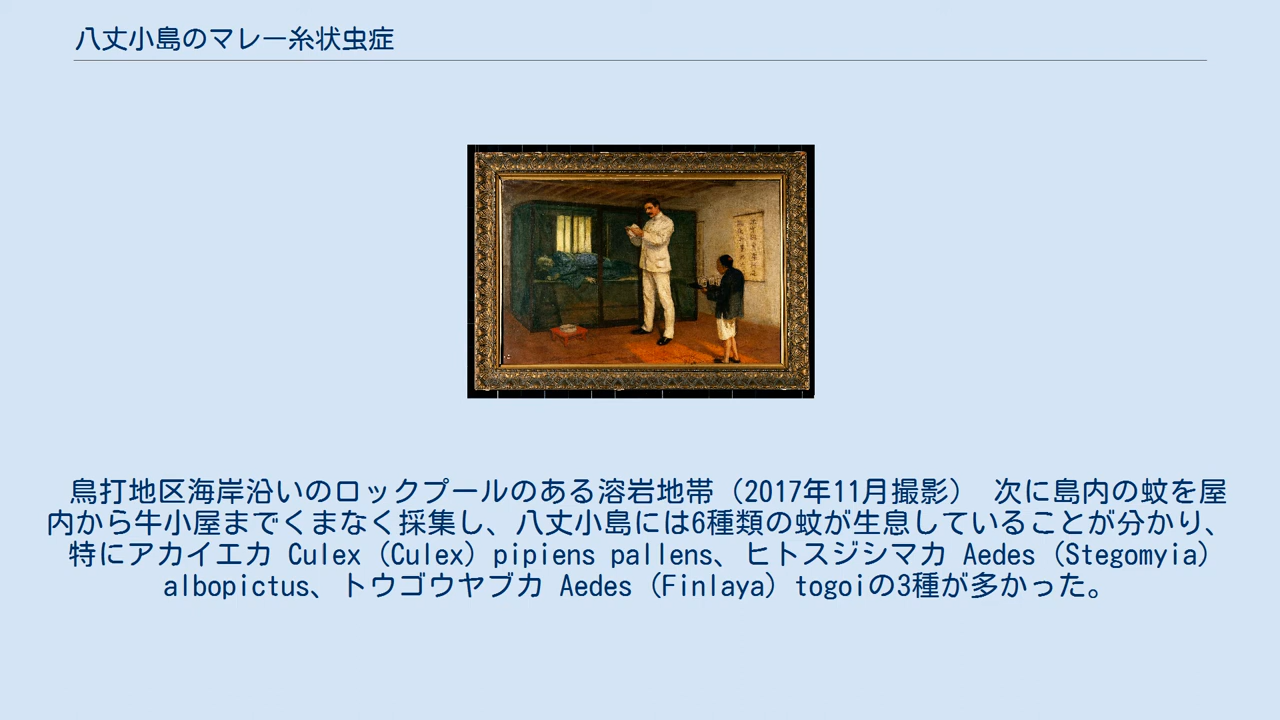 八丈小島のマレー糸状虫症
鳥打地区海岸沿いのロックプールのある溶岩地帯（2017年11月撮影） 次に島内の蚊を屋
内から牛小屋までくまなく採集し、八丈小島には6種類の蚊が生息していることが分かり、
特にアカイエカ Culex（Culex）pipiens pallens、ヒトスジシマカ Aedes（Stegomyia）
albopictus、トウゴウヤブカ Aedes（Finlaya）togoiの3種が多かった。